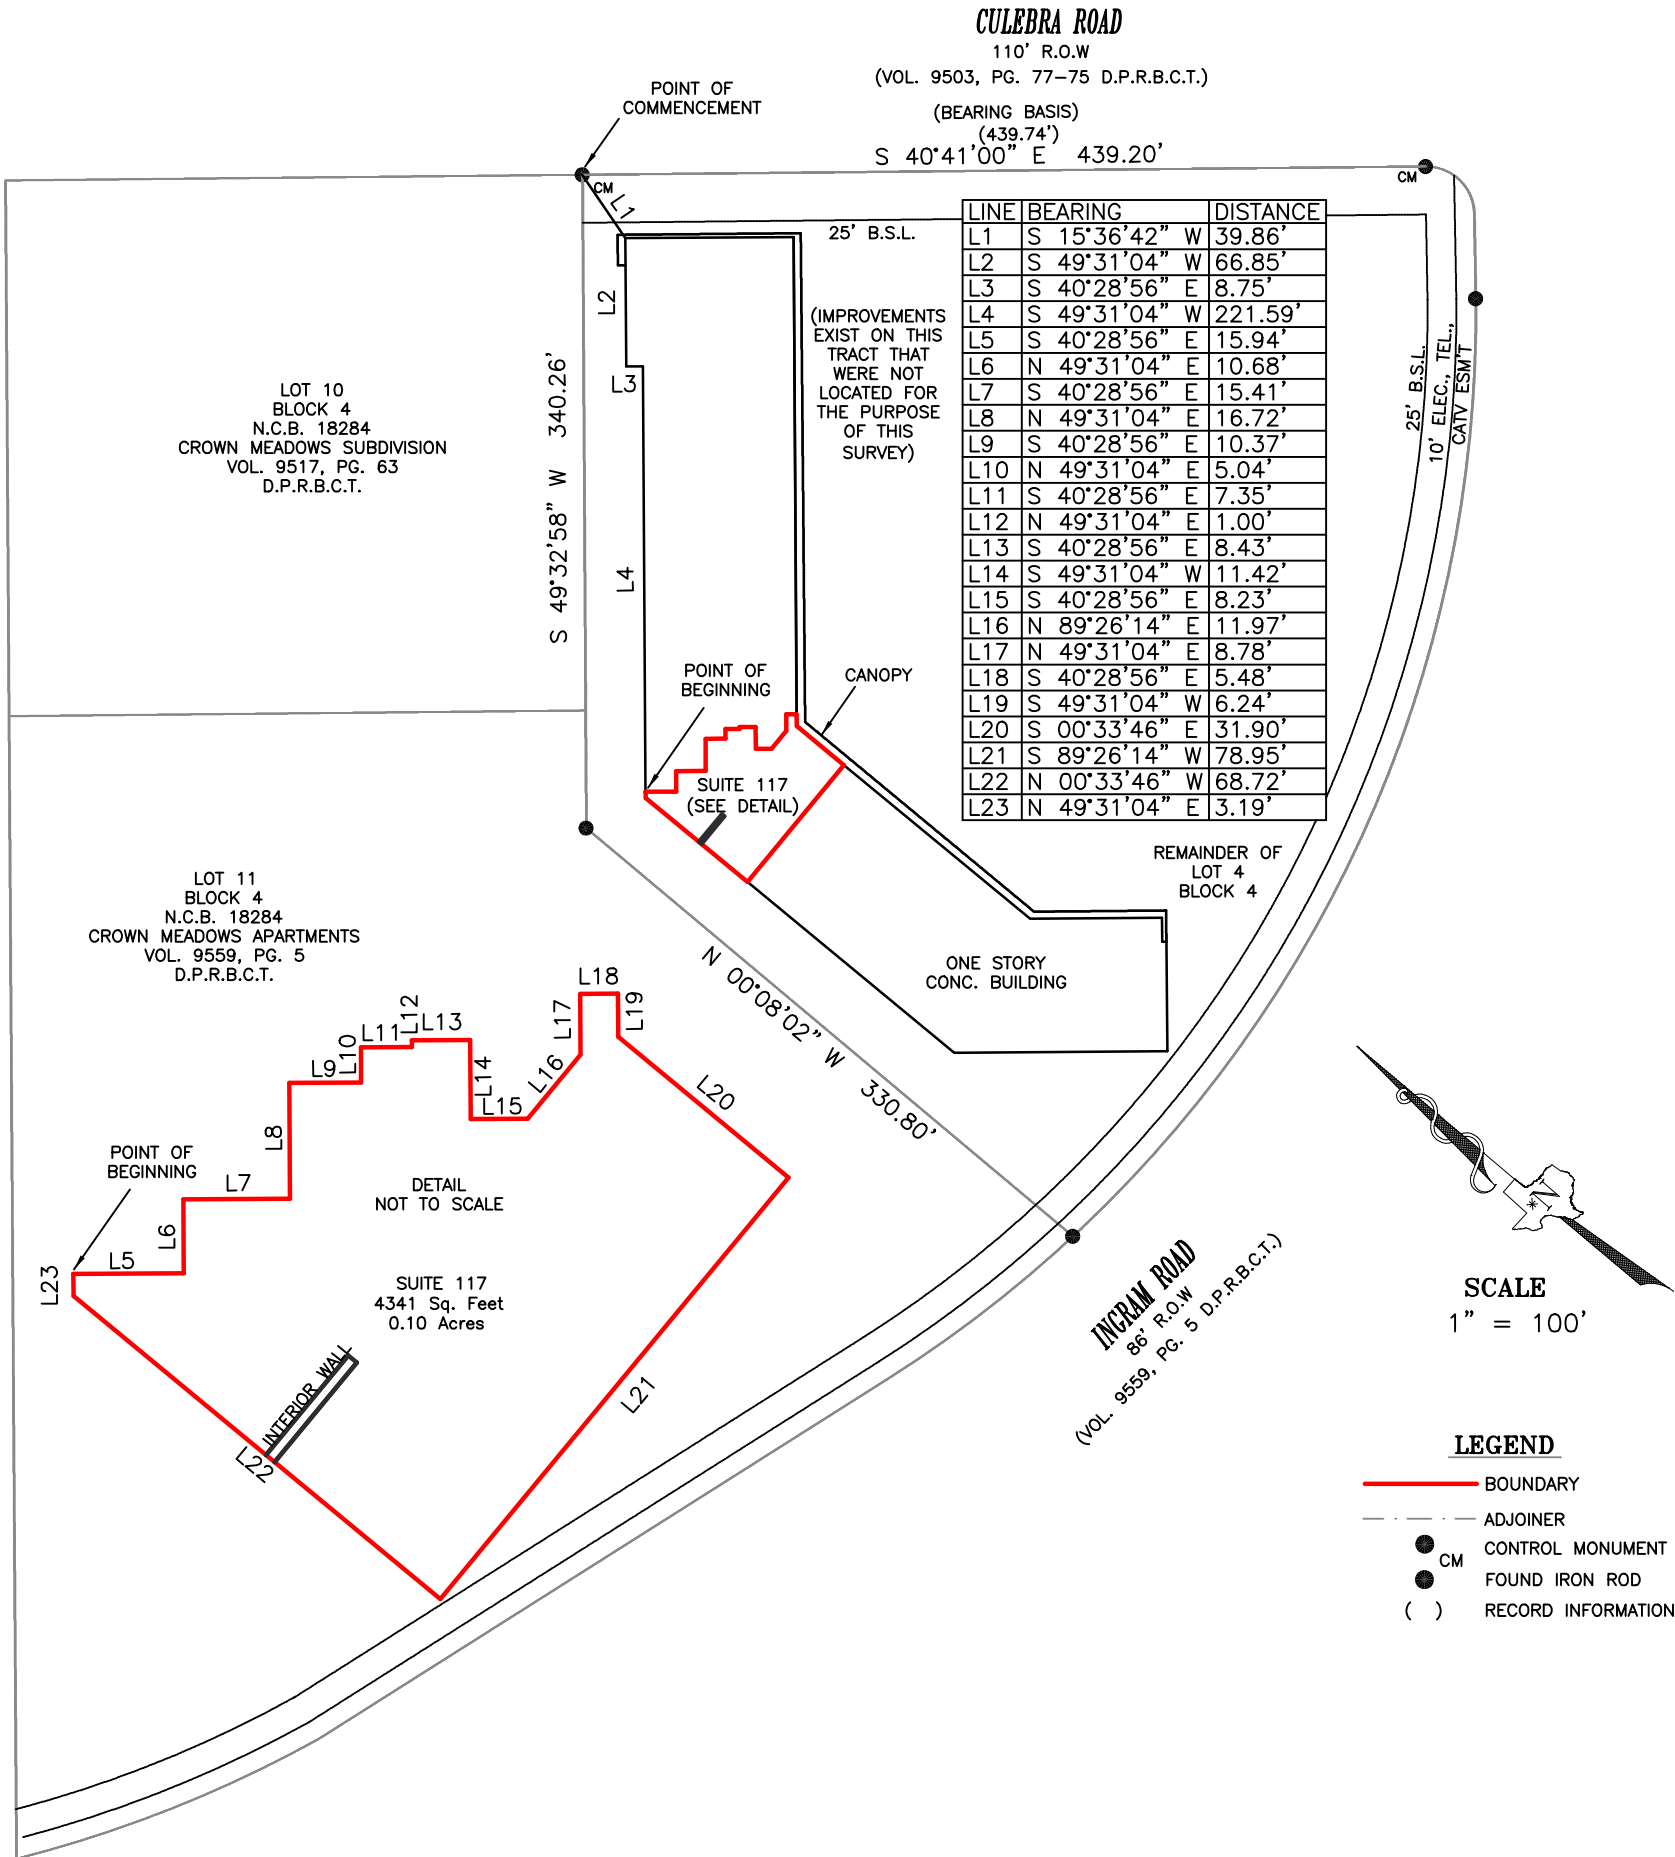 CULEBRA ROAD
110' R.O.W
(VOL. 9503, PG. 77-75 D.P.R.B.C.T.)
(BEARING BASIS)
(439.74')
S 40°41'00" E 439.20'
POINT OF
COMMENCEMENT
CM
CM
L1
25' B.S.L.
L2
L3
L4
S 49°32'58" W 340.26'
(IMPROVEMENTS
EXIST ON THIS
TRACT THAT
WERE NOT
LOCATED FOR
THE PURPOSE
OF THIS
SURVEY)
LINE BEARING DISTANCE
L1 S 15°36'42" W 39.86'
L2 S 49°31'04" W 66.85'
L3 S 40°28'56" E 8.75'
L4 S 49°31'04" W 221.59'
L5 S 40°28'56" E 15.94'
L6 N 49°31'04" E 10.68'
L7 S 40°28'56" E 15.41'
L8 N 49°31'04" E 16.72'
L9 S 40°28'56" E 10.37'
L10 N 49°31'04" E 5.04'
L11 S 40°28'56" E 7.35'
L12 N 49°31'04" E 1.00'
L13 S 40°28'56" E 8.43'
L14 S 49°31'04" W 11.42'
L15 S 40°28'56" E 8.23'
L16 N 89°26'14" E 11.97'
L17 N 49°31'04" E 8.78'
L18 S 40°28'56" E 5.48'
L19 S 49°31'04" W 6.24'
L20 S 00°33'46" E 31.90'
L21 S 89°26'14" W 78.95'
L22 N 00°33'46" W 68.72'
L23 N 49°31'04" E 3.19'
25' B.S.L.
10' ELEC., TEL.,
CATV ESM'T
LOT 10
BLOCK 4
N.C.B. 18284
CROWN MEADOWS SUBDIVISION
VOL. 9517, PG. 63
D.P.R.B.C.T.
POINT OF
BEGINNING
CANOPY
SUITE 117
(SEE DETAIL)
REMAINDER OF
LOT 4
BLOCK 4
LOT 11
BLOCK 4
N.C.B. 18284
CROWN MEADOWS APARTMENTS
VOL. 9559, PG. 5
D.P.R.B.C.T.
ONE STORY
CONC. BUILDING
N 00°08'02" W 330.80'
L18
L17
L19
L12
L13
L11
L10
L9
L14
L16
L15
L20
L8
L7
L6
L5
L23
POINT OF
BEGINNING
DETAIL
NOT TO SCALE
SUITE 117
4341 Sq. Feet
0.10 Acres
INTERIOR WALL
L22
L21
INGRAM ROAD
86' R.O.W
(VOL. 9559, PG. 5 D.P.R.B.C.T.)
N
SCALE
1" = 100'
LEGEND
BOUNDARY
ADJOINER
CM CONTROL MONUMENT
FOUND IRON ROD
( ) RECORD INFORMATION